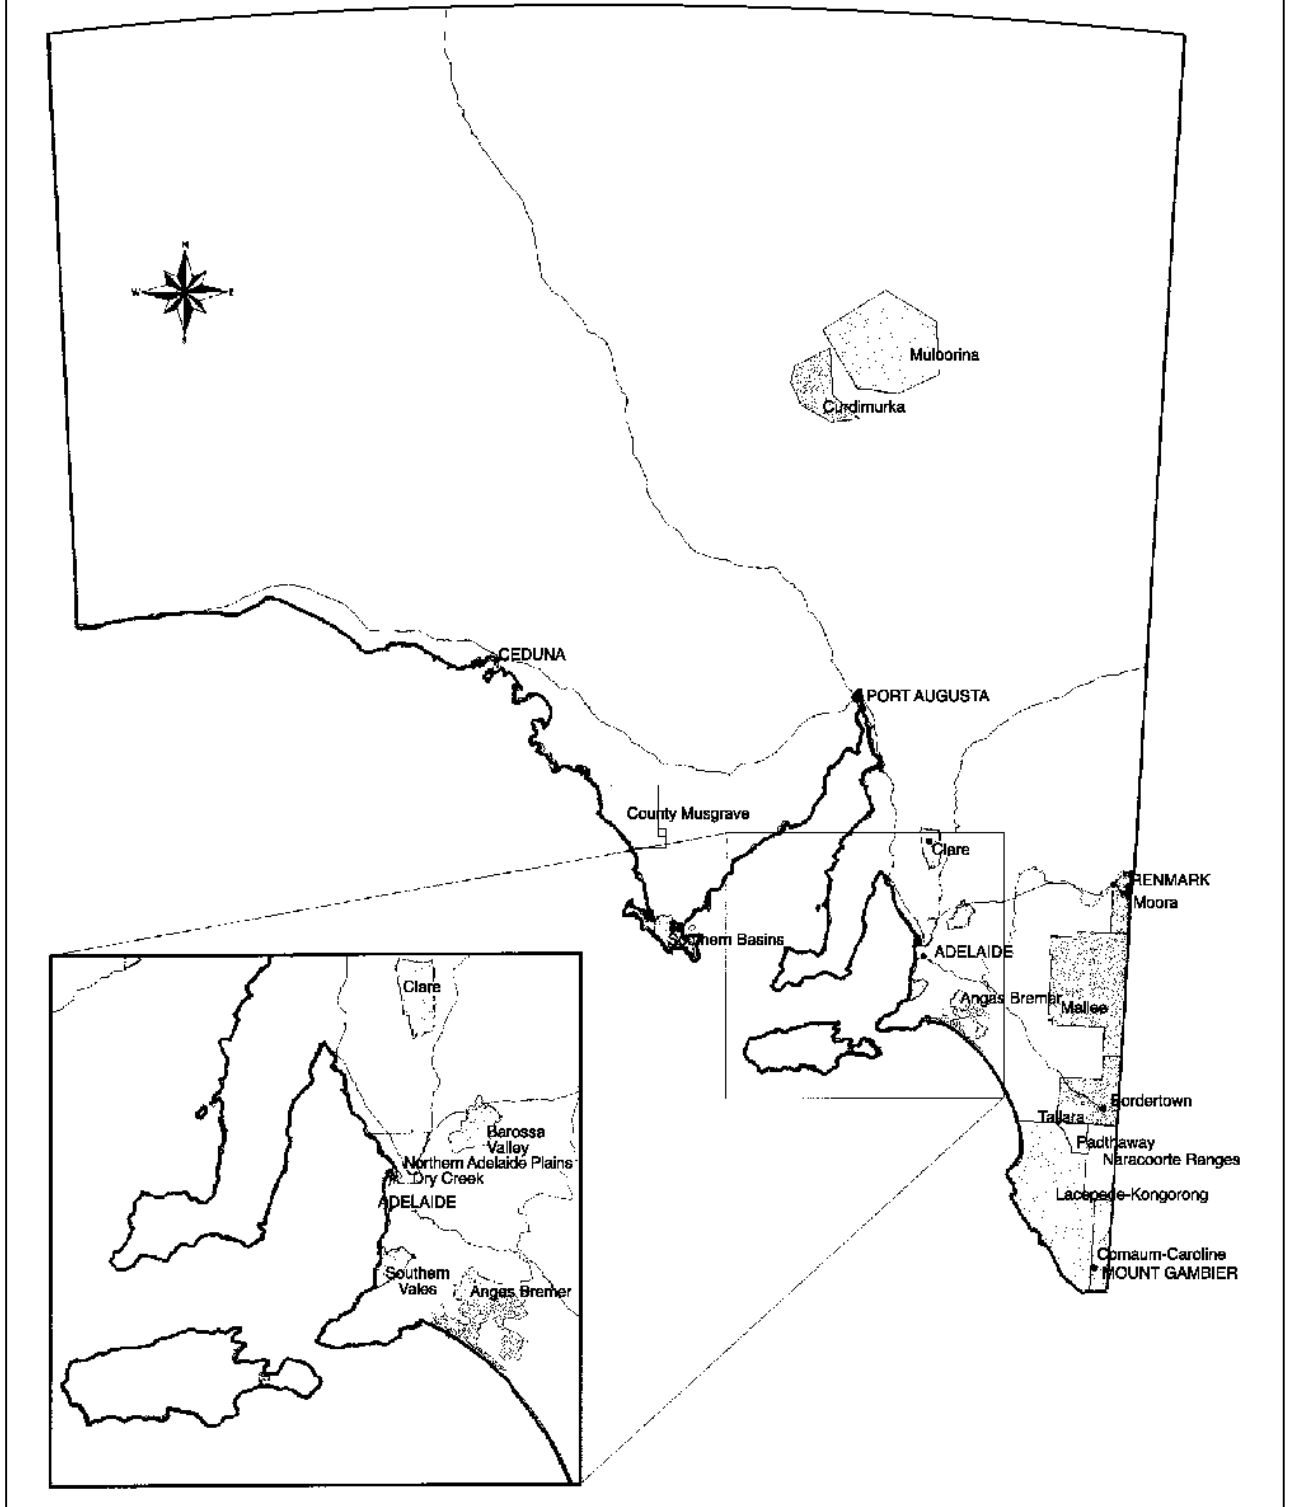 N
W
E
S
Muloorina
Curdimurka
CEDUNA
PORT AUGUSTA
County Musgrave
Clare
RENMARK
Moora
Southern Basins
ADELAIDE
Angas Bremer
Mallee
Bordertown
Tatiara
Padthaway
Naracoorte Ranges
Lacepede-Kongorong
Comaum-Caroline
MOUNT GAMBIER
Clare
Barossa
Valley
Northern Adelaide Plains
Dry Creek
ADELAIDE
Southern
Vales
Angas Bremer